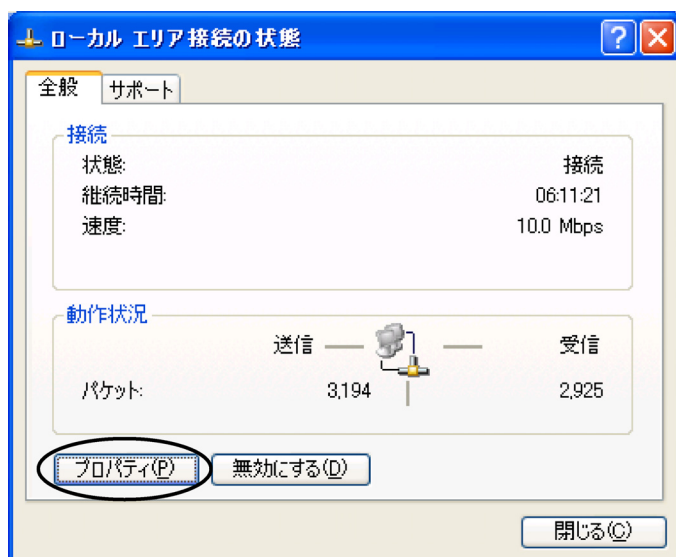 ローカル エリア接続の状態
全般 サポート
接続
状態: 接続
継続時間: 06:11:21
速度: 10.0 Mbps
動作状況
送信 受信
パケット: 3,194 2,925
プロパティ(P) 無効にする(D)
閉じる(C)